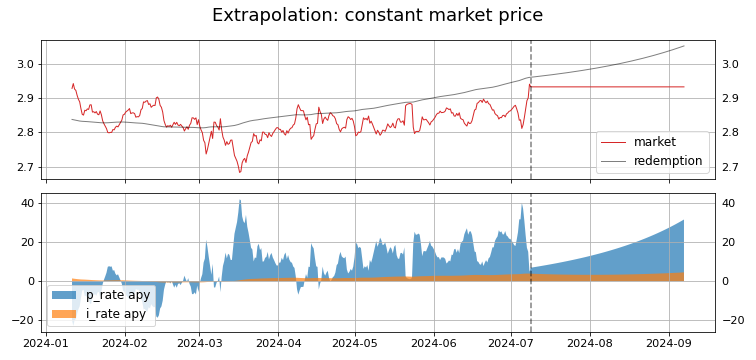 Extrapolation: constant market price
3.0 3.0
2.9 2.9
2.8 2.8
2.7 2.7
market
redemption
40 40
20 20
0 0
−20 −20
p_rate apy
i_rate apy
2024-01 2024-02 2024-03 2024-04 2024-05 2024-06 2024-07 2024-08 2024-09